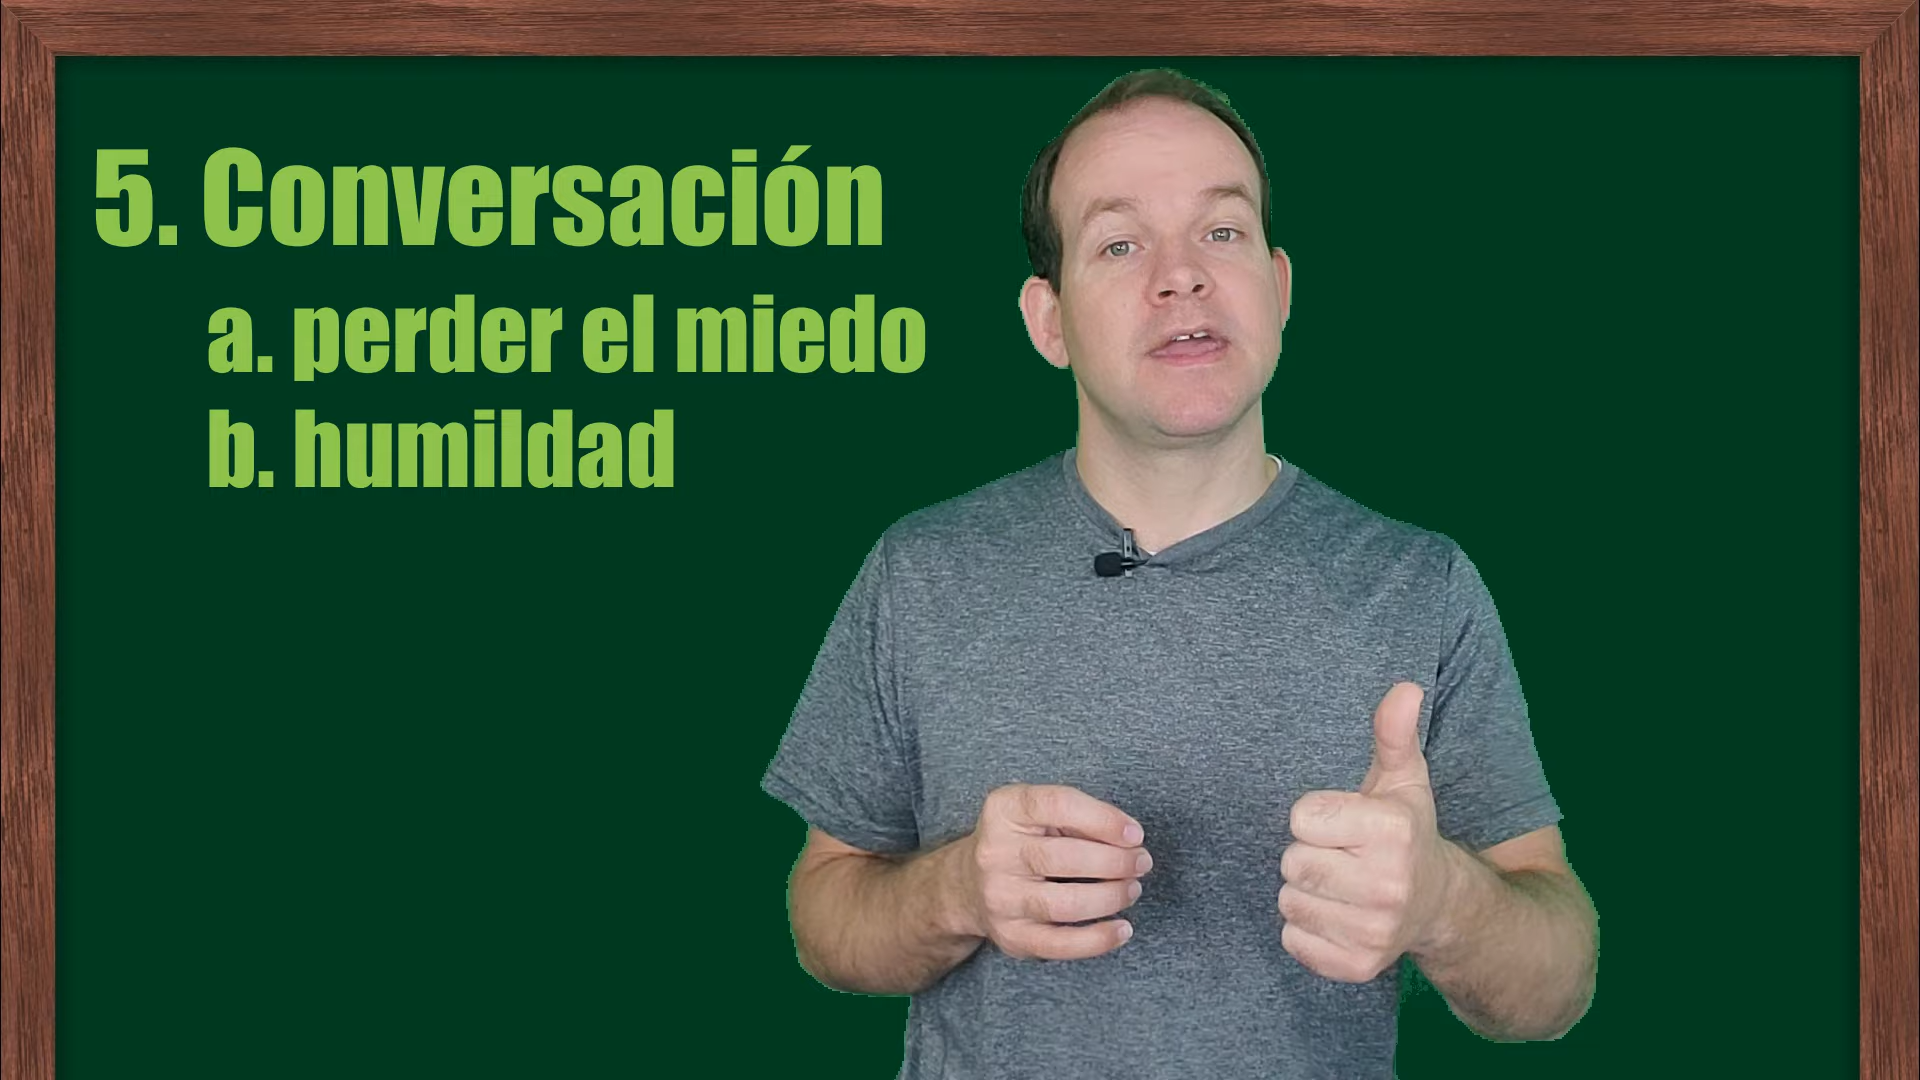 5. Conversación
a. perder el miedo
b. humildad